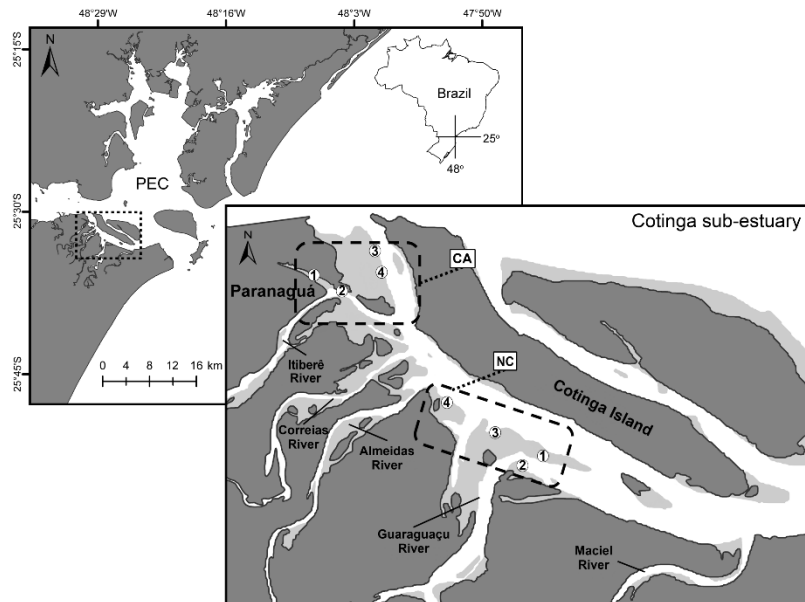 48°29'W
48°16'W
48°3'W
47°50'W
25°15'S
25°30'S
25°45'S
N
PEC
Brazil
25°
48°
0 4 8 12 16 km
Cotinga sub-estuary
N
CA
3
4
1
2
Paranaguá
Itiberê
River
Correias
River
Almeidas
River
NC
4
3
1
2
Cotinga Island
Guaraguaçu
River
Maciel
River